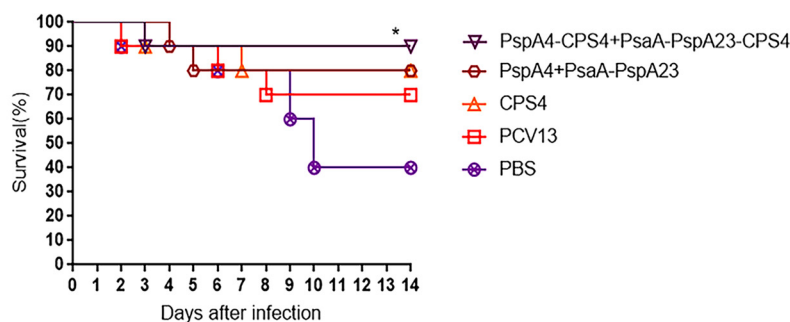 100
90
80
70
60
50
40
30
20
10
0
Survival(%)
0 1 2 3 4 5 6 7 8 9 10 11 12 13 14
Days after infection
*
PspA4-CPS4+PsaA-PspA23-CPS4
PspA4+PsaA-PspA23
CPS4
PCV13
PBS